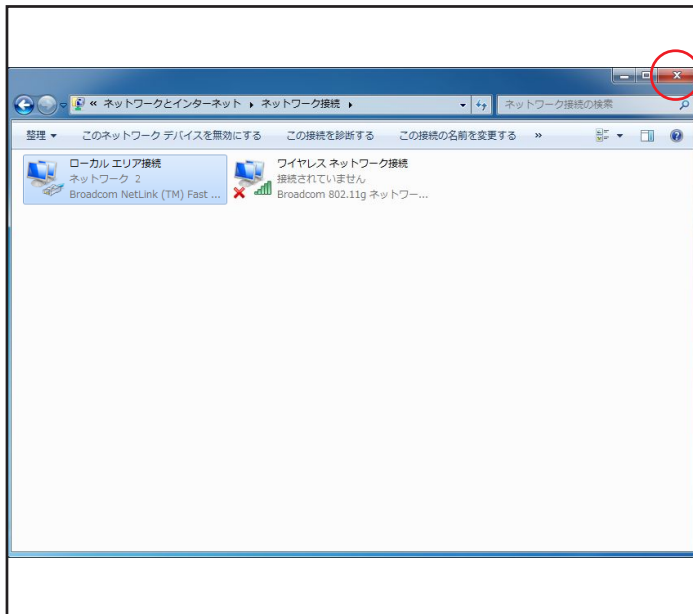 « ネットワークとインターネット ▸ ネットワーク接続 ▸
ネットワーク接続の検索
整理 ▼ このネットワーク デバイスを無効にする この接続を診断する この接続の名前を変更する »
ローカル エリア接続
ネットワーク 2
Broadcom NetLink (TM) Fast ...
ワイヤレス ネットワーク接続
接続されていません
Broadcom 802.11g ネットワー...